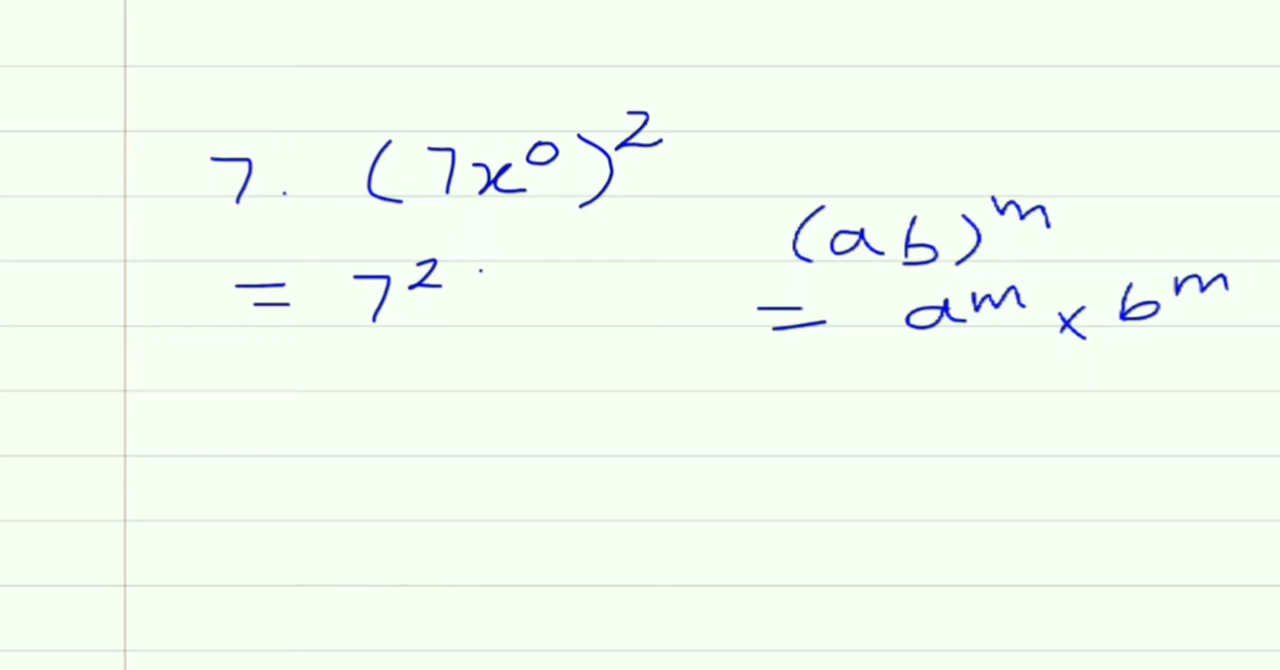 7. (7x⁰)²
(ab)ᵐ
= 7² ·
= aᵐ × bᵐ